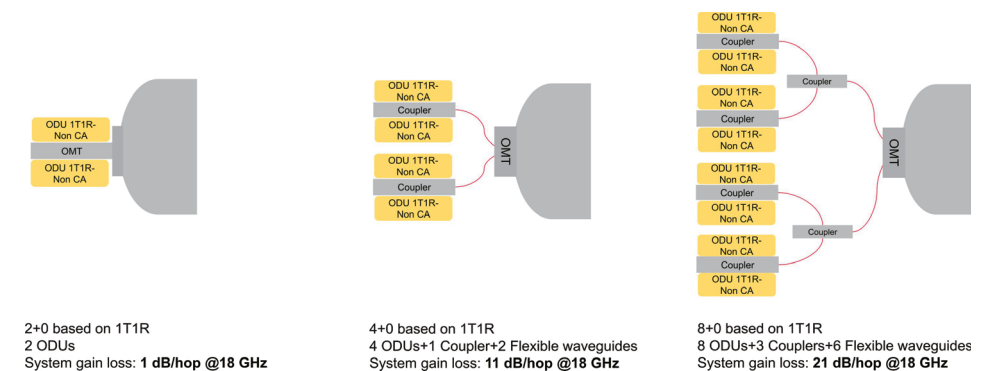 ODU 1T1R-
Non CA
OMT
ODU 1T1R-
Non CA
2+0 based on 1T1R
2 ODUs
System gain loss: 1 dB/hop @18 GHz
ODU 1T1R-
Non CA
Coupler
ODU 1T1R-
Non CA
ODU 1T1R-
Non CA
Coupler
ODU 1T1R-
Non CA
OMT
4+0 based on 1T1R
4 ODUs+1 Coupler+2 Flexible waveguides
System gain loss: 11 dB/hop @18 GHz
ODU 1T1R-
Non CA
Coupler
ODU 1T1R-
Non CA
Coupler
ODU 1T1R-
Non CA
Coupler
ODU 1T1R-
Non CA
OMT
ODU 1T1R-
Non CA
Coupler
ODU 1T1R-
Non CA
Coupler
ODU 1T1R-
Non CA
Coupler
ODU 1T1R-
Non CA
8+0 based on 1T1R
8 ODUs+3 Couplers+6 Flexible waveguides
System gain loss: 21 dB/hop @18 GHz